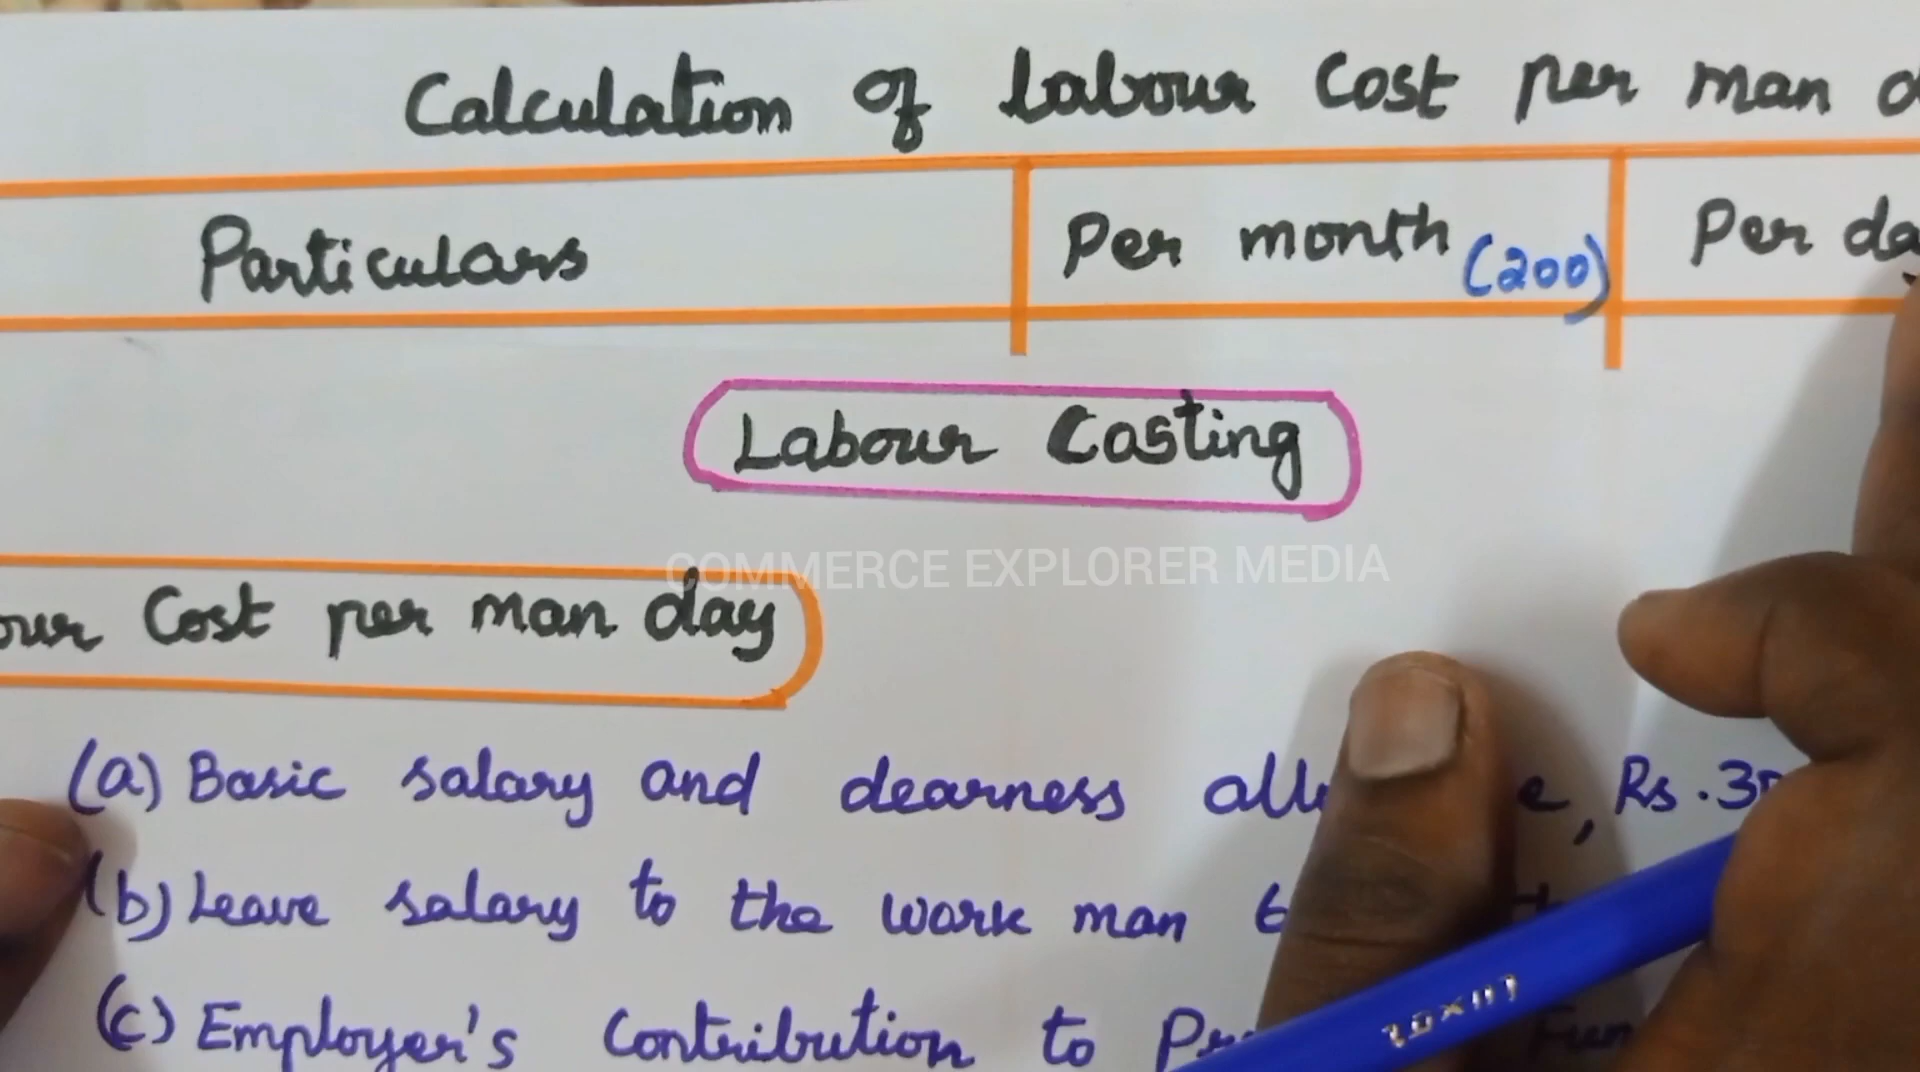 Calculation of Labour Cost per man
Particulars Per month (200) Per
Labour Costing
COMMERCE EXPLORER MEDIA
Cost per man day
(a) Basic salary and dearness Rs.
(b) Leave salary to the work man
(c) Employer's Contribution to